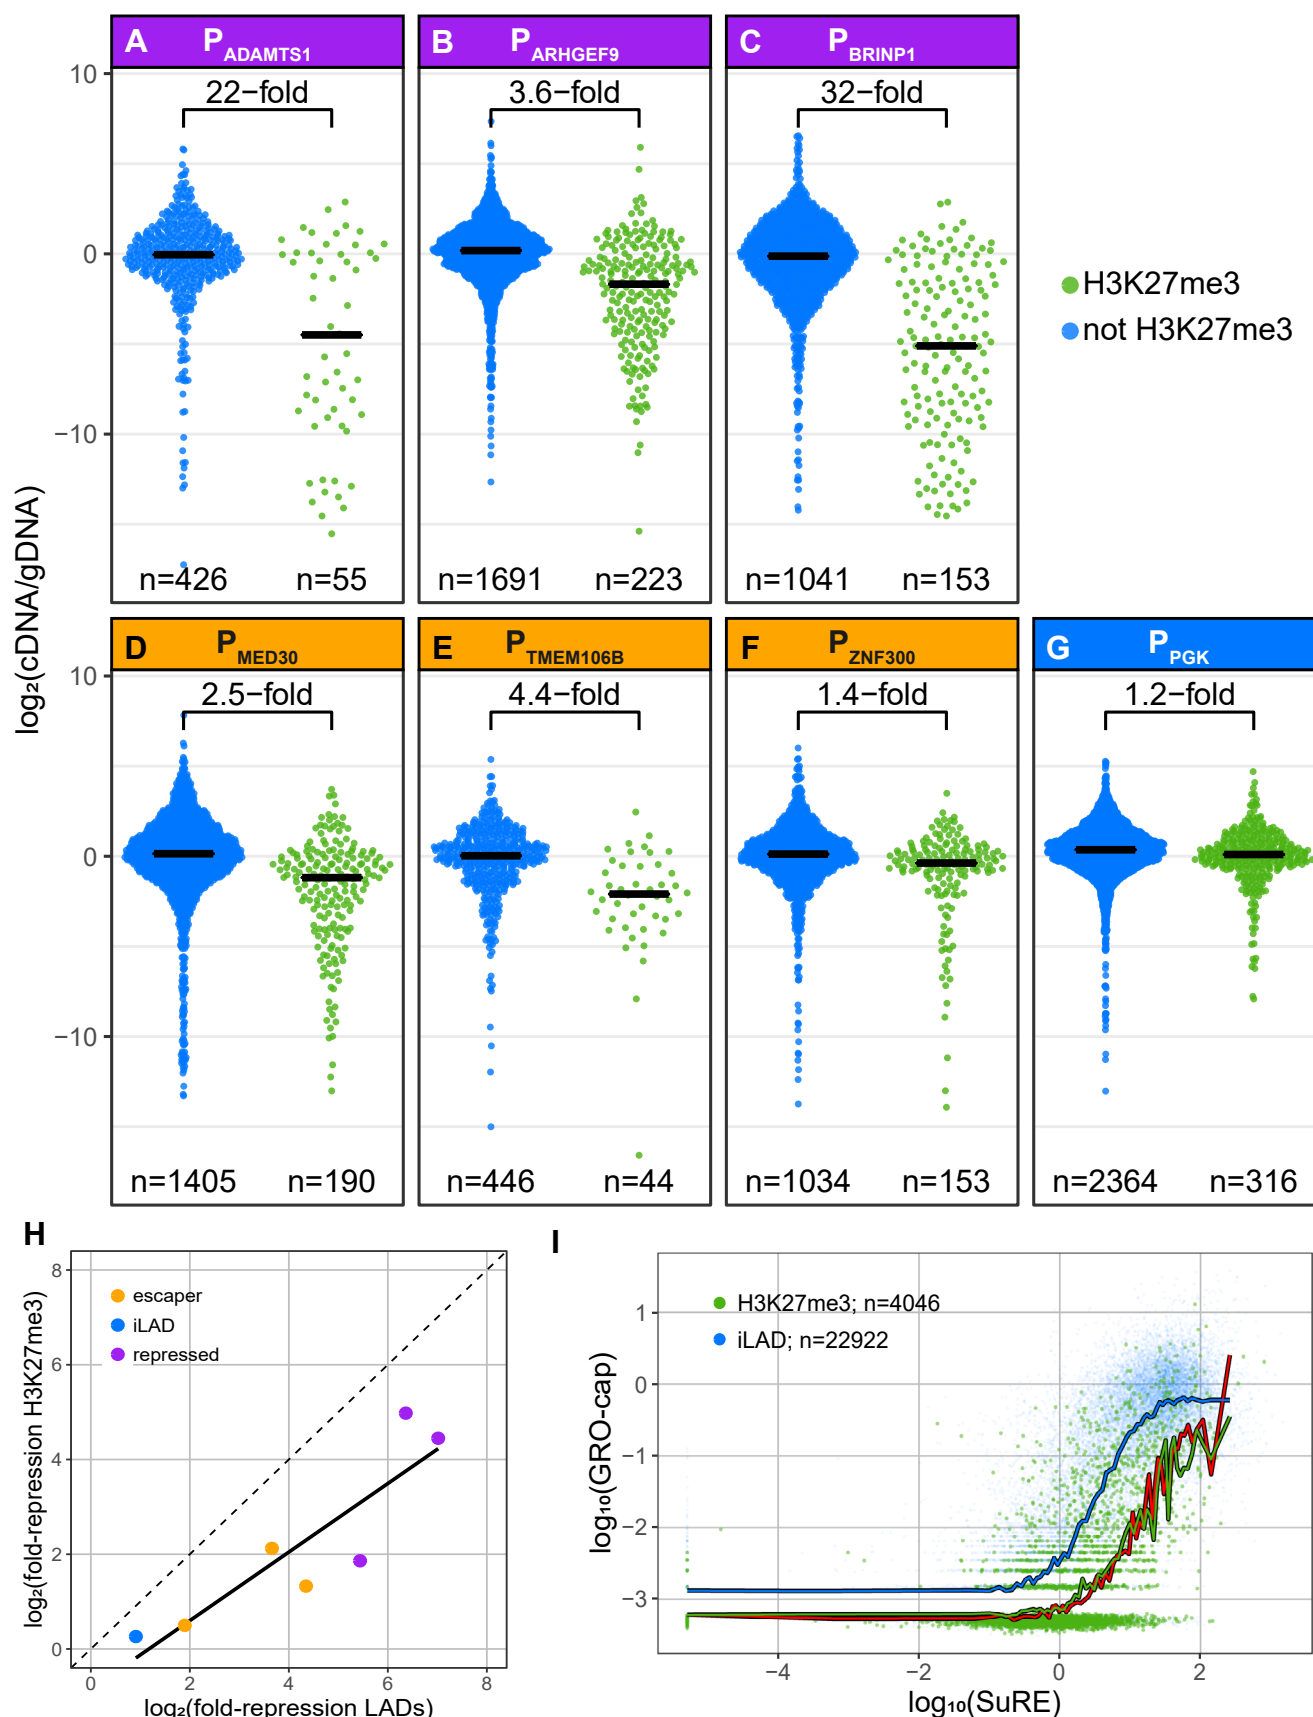 A P ADAMTS1
B P ARHGEF9
C P BRINP1
10
22−fold
3.6−fold
32−fold
0
H3K27me3
not H3K27me3
−10
log₂(cDNA/gDNA)
n=426
n=55
n=1691
n=223
n=1041
n=153
D P MED30
E P TMEM106B
F P ZNF300
G P PGK
10
2.5−fold
4.4−fold
1.4−fold
1.2−fold
0
−10
n=1405
n=190
n=446
n=44
n=1034
n=153
n=2364
n=316
H
8
escaper
iLAD
repressed
6
4
2
0
log₂(fold-repression H3K27me3)
0 2 4 6 8
log₂(fold-repression LADs)
I
H3K27me3; n=4046
iLAD; n=22922
1
0
−1
−2
−3
log₁₀(GRO-cap)
−4 −2 0 2
log₁₀(SuRE)